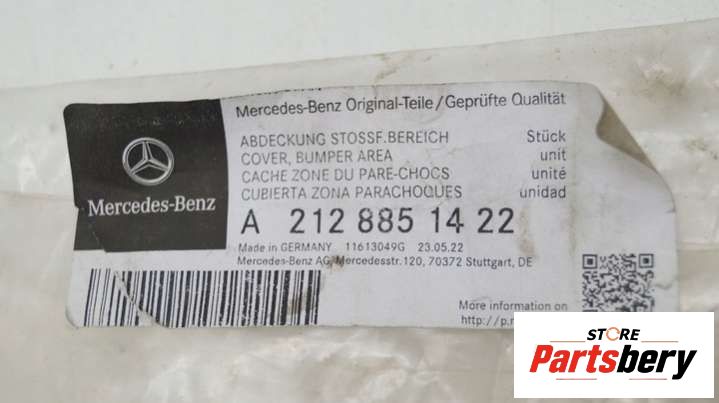 Mercedes-Benz Original-Teile/Geprüfte Qualität
ABDECKUNG STOSSF.BEREICH Stück
COVER, BUMPER AREA unit
CACHE ZONE DU PARE-CHOCS unité
CUBIERTA ZONA PARACHOQUES unidad
Mercedes-Benz
A 212 885 14 22
Made in GERMANY 11613049G 23.05.22
Mercedes-Benz AG, Mercedesstr.120, 70372 Stuttgart, DE
More information on
http://p.
STORE
Partsbery